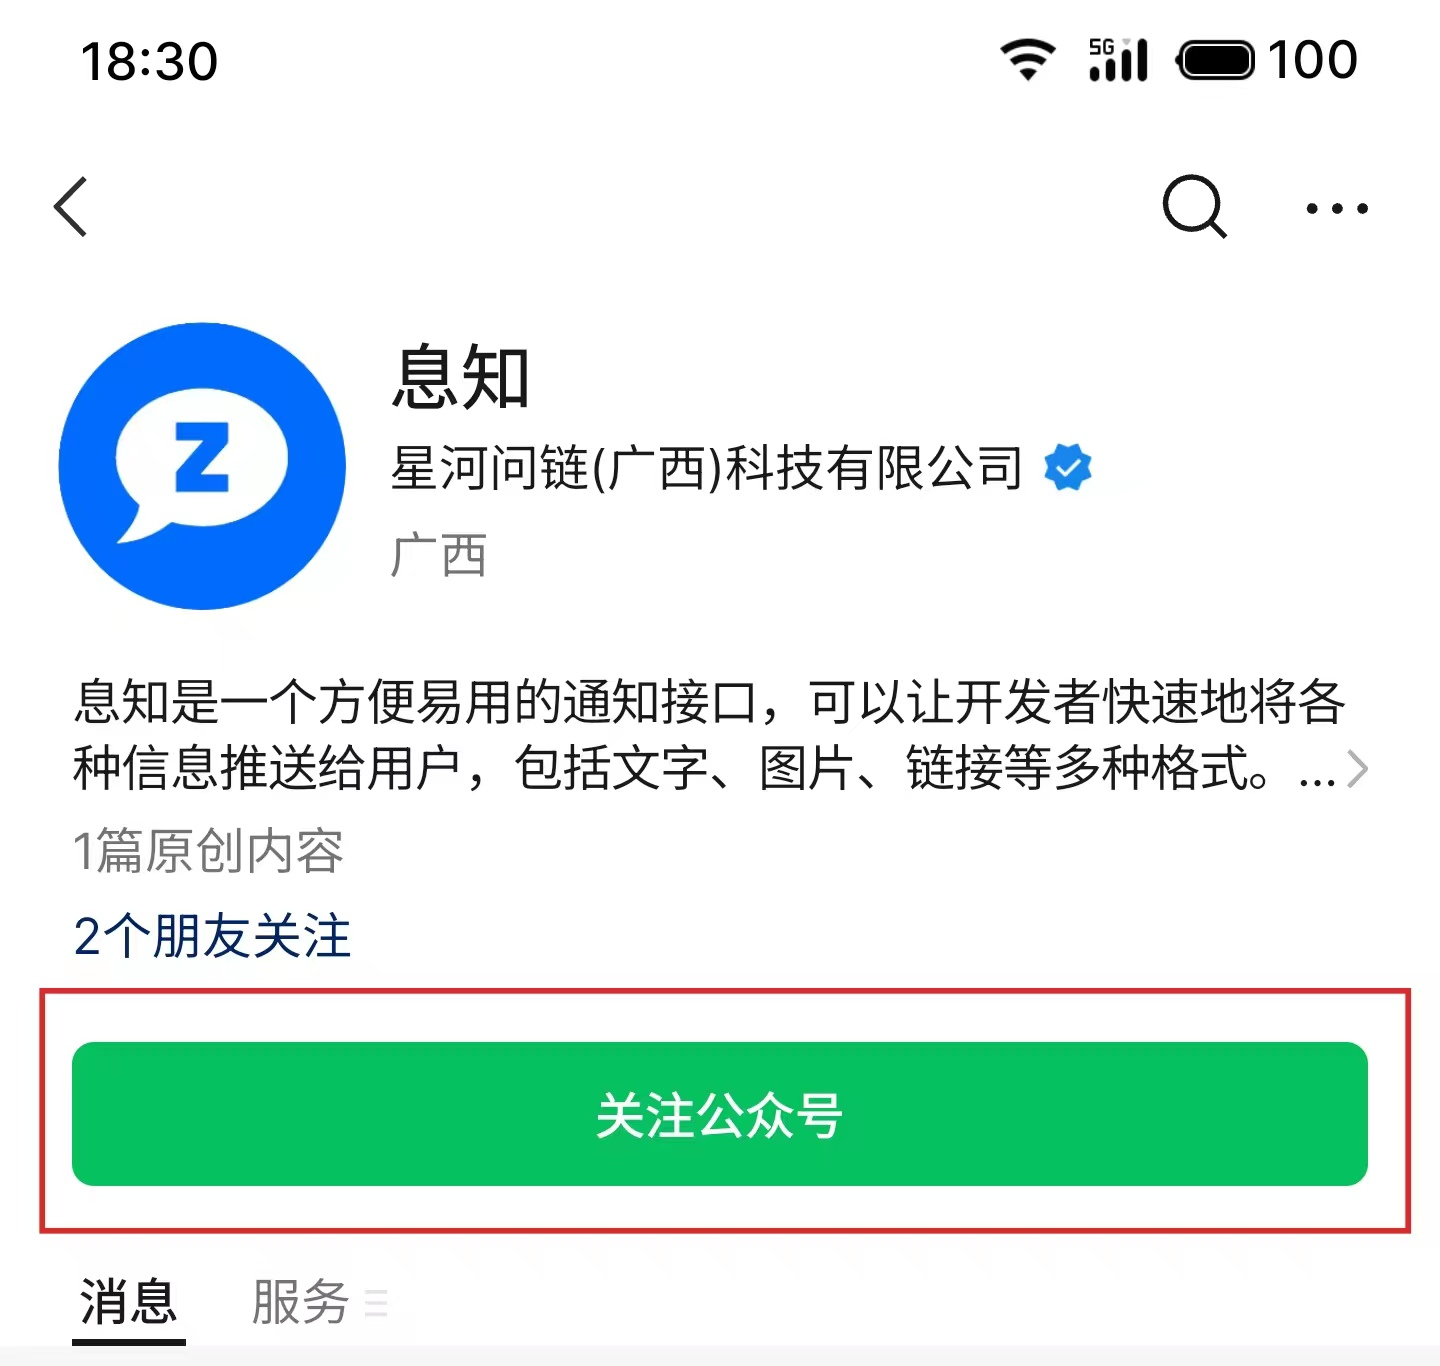 18:30
5G
100
Z
息知
星河问链(广西)科技有限公司
广西
息知是一个方便易用的通知接口，可以让开发者快速地将各
种信息推送给用户，包括文字、图片、链接等多种格式。...
1篇原创内容
2个朋友关注
关注公众号
消息 服务